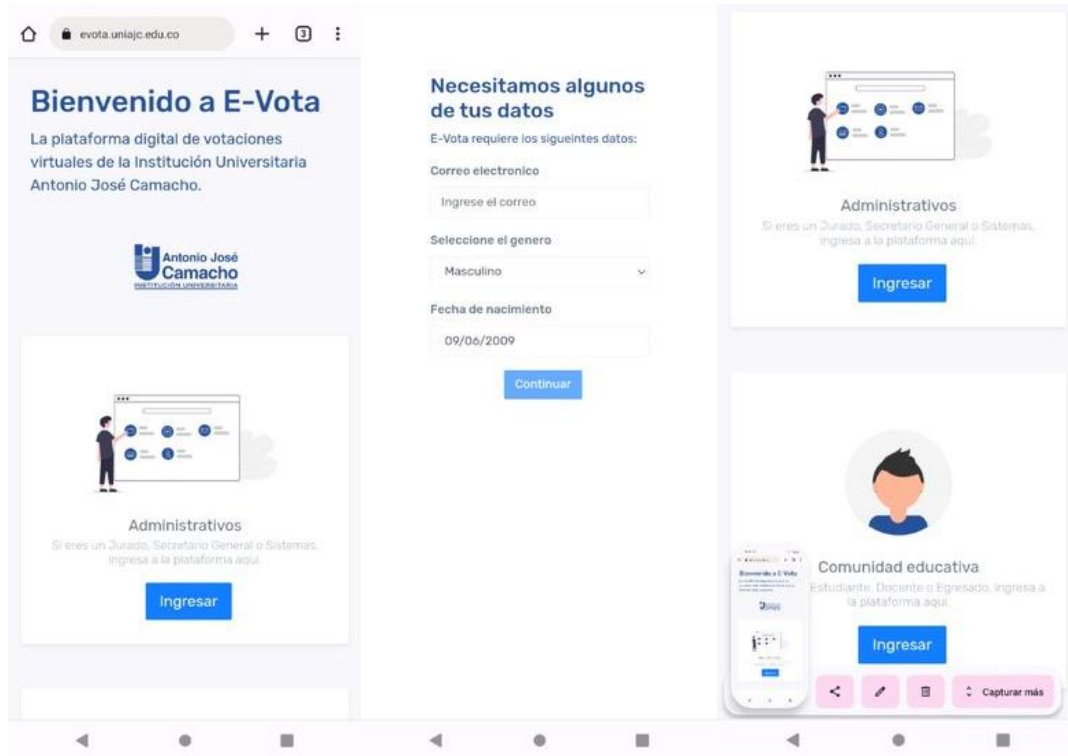 evota.uniajc.edu.co
3
Bienvenido a E-Vota
La plataforma digital de votaciones
virtuales de la Institución Universitaria
Antonio José Camacho.
Antonio José
Camacho
INSTITUCIÓN UNIVERSITARIA
Administrativos
Si eres un Jurado, Secretario General o Sistemas,
ingresa a la plataforma aquí.
Ingresar
Necesitamos algunos
de tus datos
E-Vota requiere los sigueintes datos:
Correo electronico
Ingrese el correo
Seleccione el genero
Masculino
Fecha de nacimiento
09/06/2009
Continuar
Administrativos
Si eres un Jurado, Secretario General o Sistemas,
ingresa a la plataforma aquí.
Ingresar
Comunidad educativa
Estudiante, Docente o Egresado, ingresa a
la plataforma aquí.
Ingresar
Bienvenido a E-Vota
Capturar más